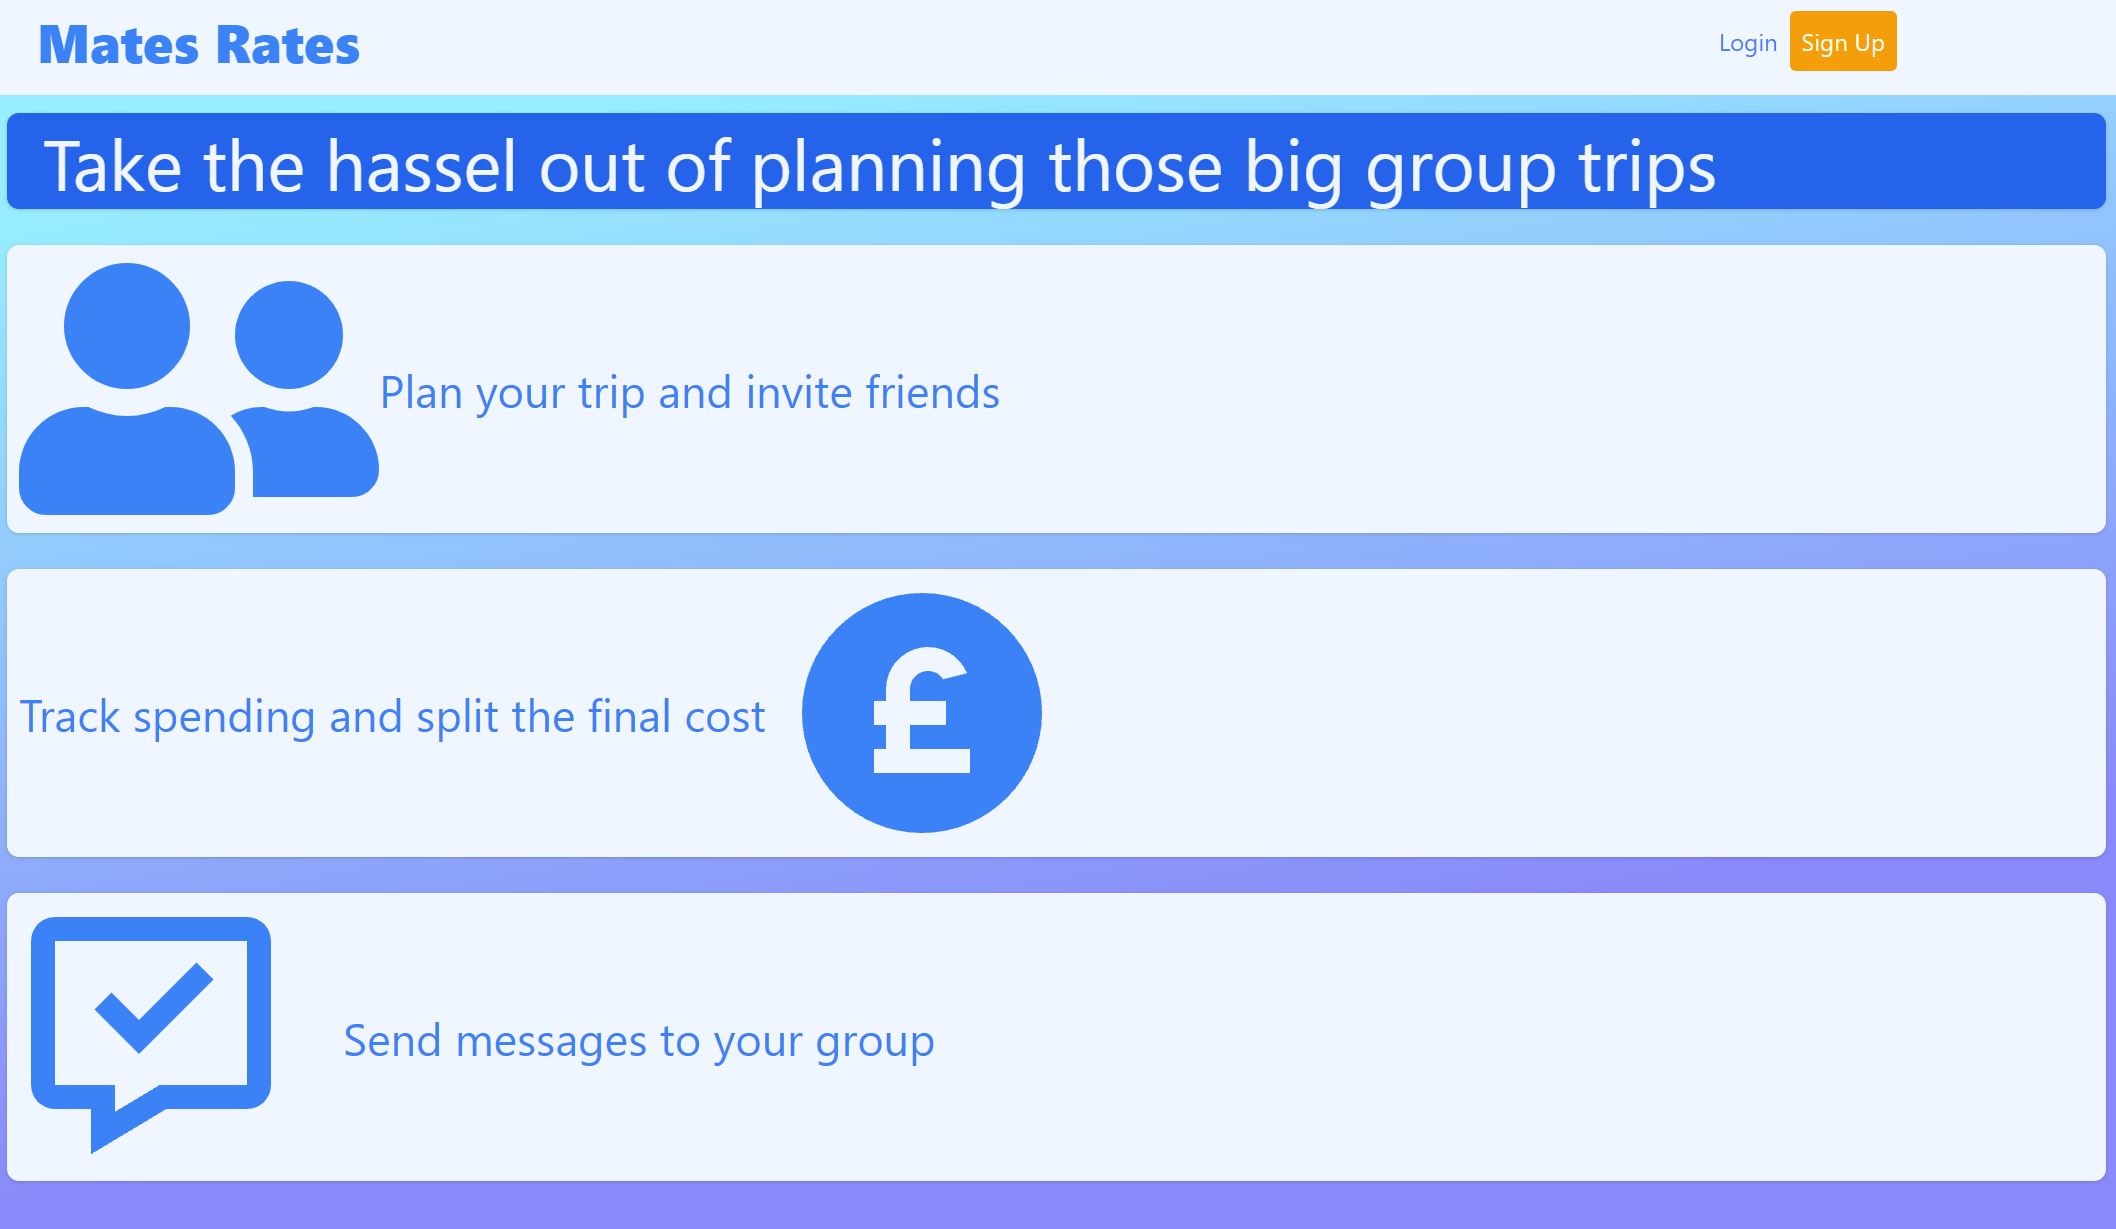 Mates Rates
Login
Sign Up
Take the hassel out of planning those big group trips
Plan your trip and invite friends
Track spending and split the final cost
£
Send messages to your group